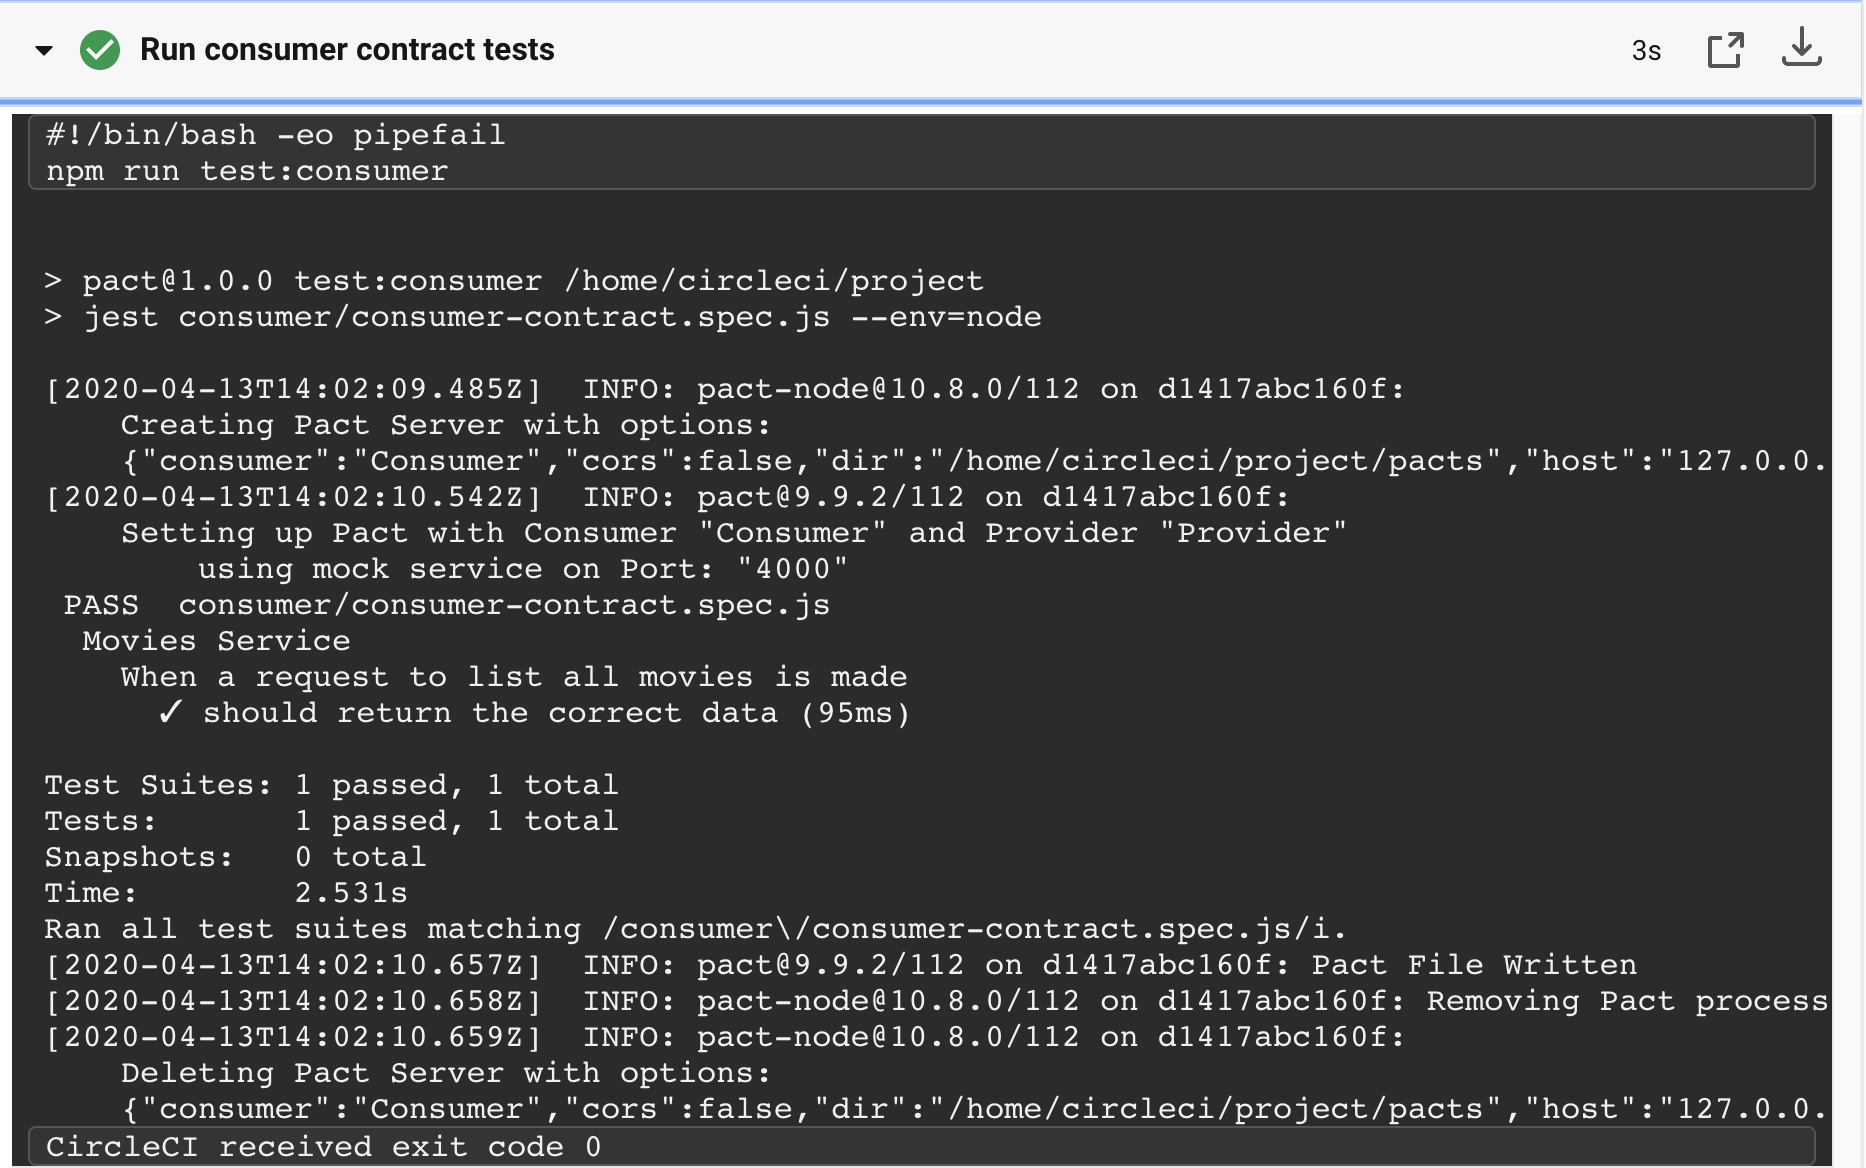 Run consumer contract tests
3s
#!/bin/bash -eo pipefail
npm run test:consumer
> pact@1.0.0 test:consumer /home/circleci/project
> jest consumer/consumer-contract.spec.js --env=node
[2020-04-13T14:02:09.485Z]  INFO: pact-node@10.8.0/112 on d1417abc160f:
Creating Pact Server with options:
{"consumer":"Consumer","cors":false,"dir":"/home/circleci/project/pacts","host":"127.0.0.
[2020-04-13T14:02:10.542Z]  INFO: pact@9.9.2/112 on d1417abc160f:
Setting up Pact with Consumer "Consumer" and Provider "Provider"
using mock service on Port: "4000"
PASS  consumer/consumer-contract.spec.js
Movies Service
When a request to list all movies is made
✓ should return the correct data (95ms)
Test Suites: 1 passed, 1 total
Tests:       1 passed, 1 total
Snapshots:   0 total
Time:        2.531s
Ran all test suites matching /consumer\/consumer-contract.spec.js/i.
[2020-04-13T14:02:10.657Z]  INFO: pact@9.9.2/112 on d1417abc160f: Pact File Written
[2020-04-13T14:02:10.658Z]  INFO: pact-node@10.8.0/112 on d1417abc160f: Removing Pact process
[2020-04-13T14:02:10.659Z]  INFO: pact-node@10.8.0/112 on d1417abc160f:
Deleting Pact Server with options:
{"consumer":"Consumer","cors":false,"dir":"/home/circleci/project/pacts","host":"127.0.0.
CircleCI received exit code 0